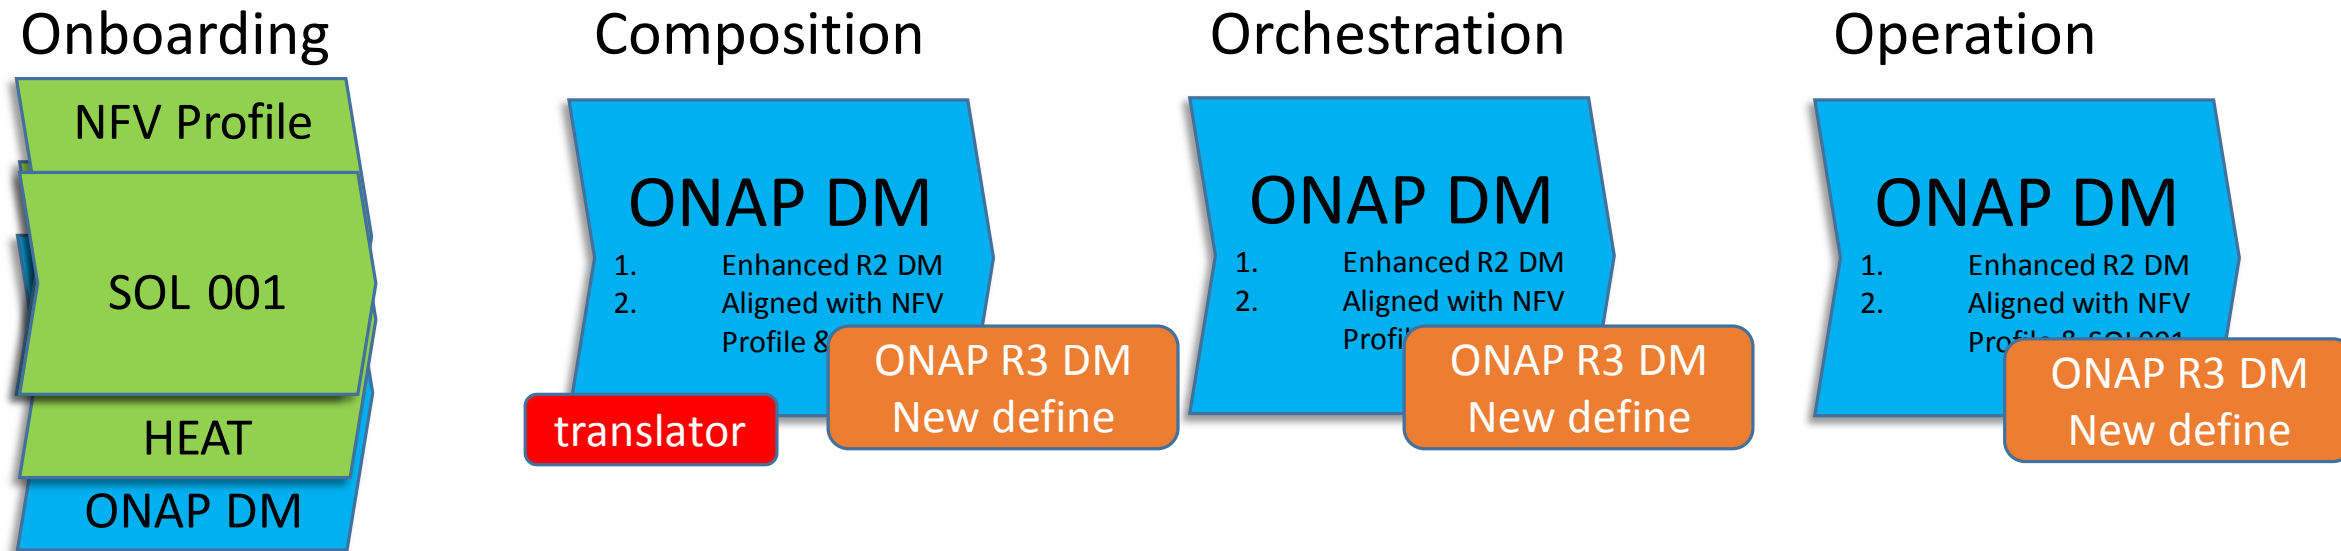 Onboarding
NFV Profile
SOL 001
HEAT
ONAP DM
Composition
ONAP DM
1. Enhanced R2 DM
2. Aligned with NFV
Profile &
translator
ONAP R3 DM
New define
Orchestration
ONAP DM
1. Enhanced R2 DM
2. Aligned with NFV
ONAP R3 DM
New define
Operation
ONAP DM
1. Enhanced R2 DM
2. Aligned with NFV
Profile & SOL001
ONAP R3 DM
New define